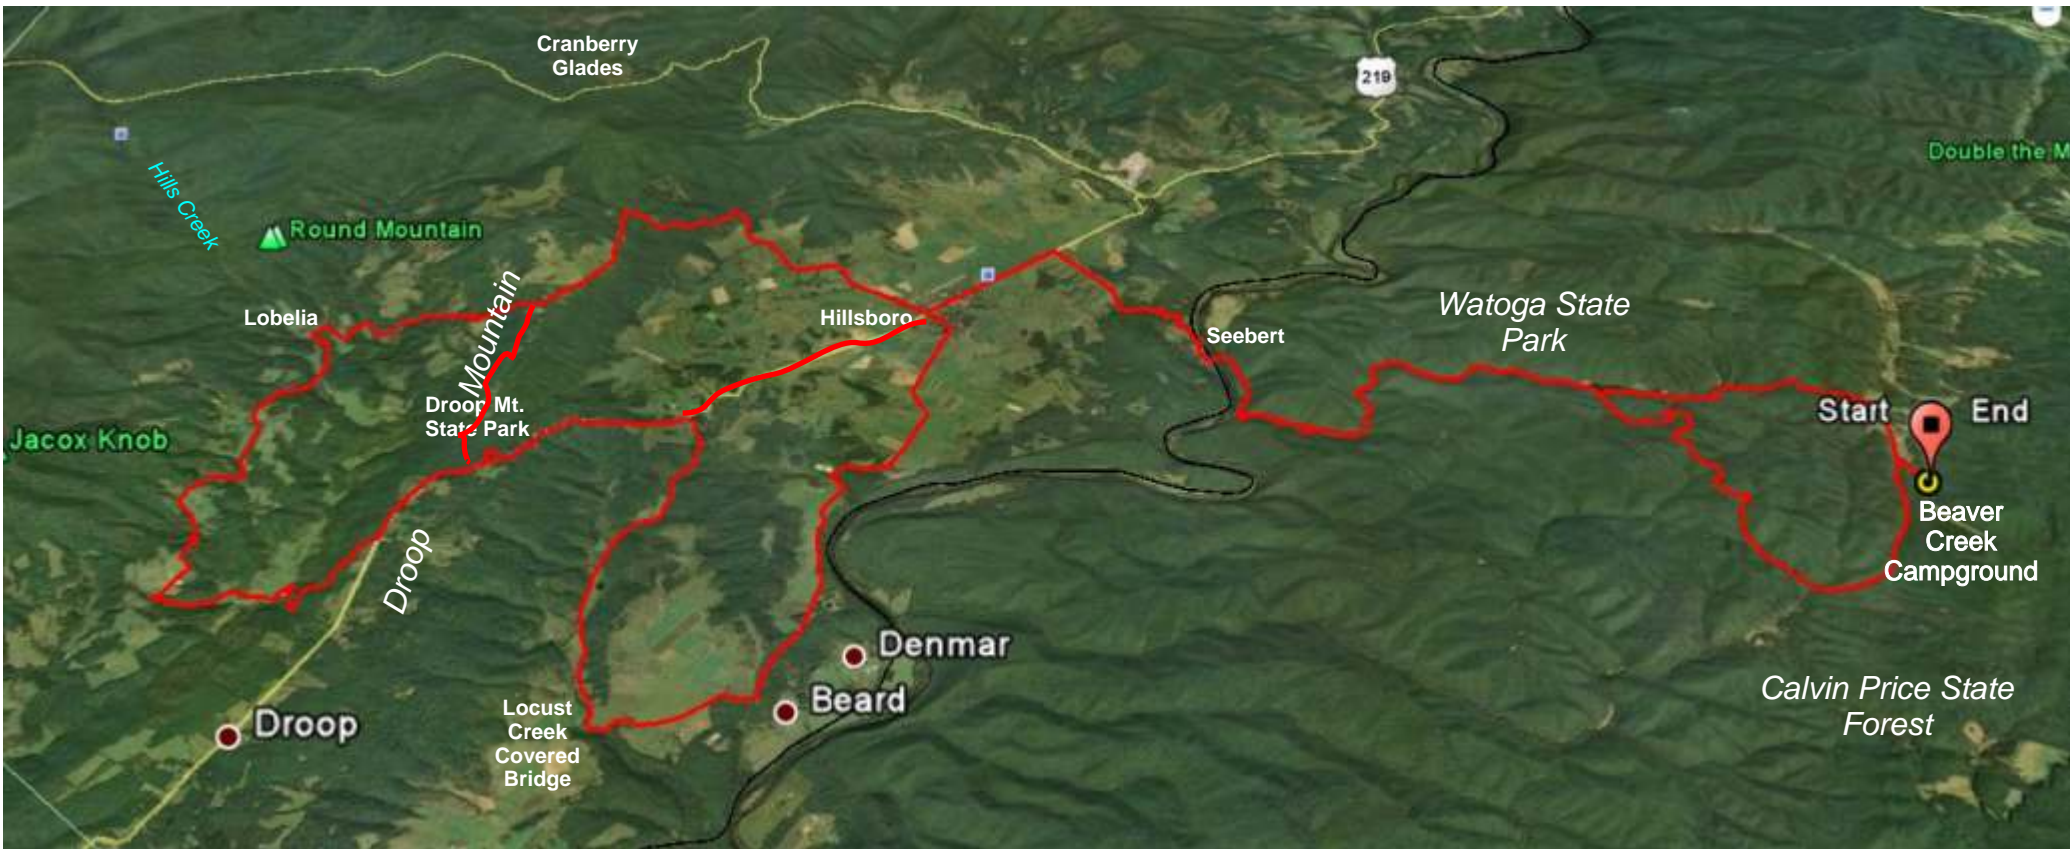 Cranberry
Glades
219
Double the M
Hills Creek
Round Mountain
Mountain
Watoga State
Park
Lobelia
Hillsboro
Seebert
Droop Mt.
State Park
Start
End
Jacox Knob
Beaver
Creek
Campground
Droop
Denmar
Beard
Calvin Price State
Forest
Locust
Creek
Covered
Bridge
Droop